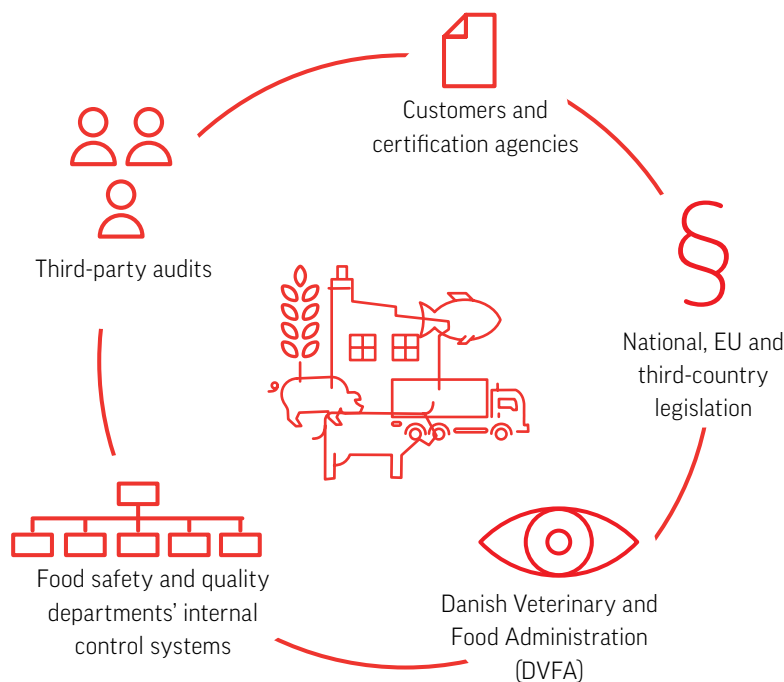 Customers and
certification agencies
Third-party audits
National, EU and
third-country
legislation
Food safety and quality
departments’ internal
control systems
Danish Veterinary and
Food Administration
(DVFA)